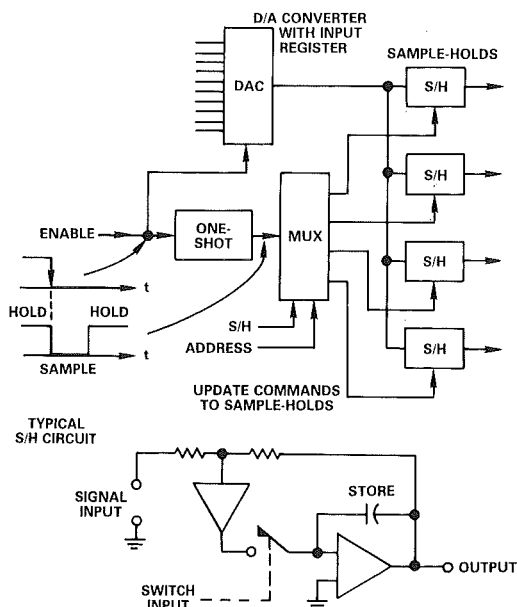 D/A CONVERTER
WITH INPUT
REGISTER
SAMPLE-HOLDS
DAC
S/H
S/H
ENABLE
ONE-
SHOT
MUX
S/H
t
HOLD
HOLD
S/H
ADDRESS
S/H
t
SAMPLE
UPDATE COMMANDS
TO SAMPLE-HOLDS
TYPICAL
S/H CIRCUIT
SIGNAL
INPUT
STORE
OUTPUT
SWITCH
INPUT